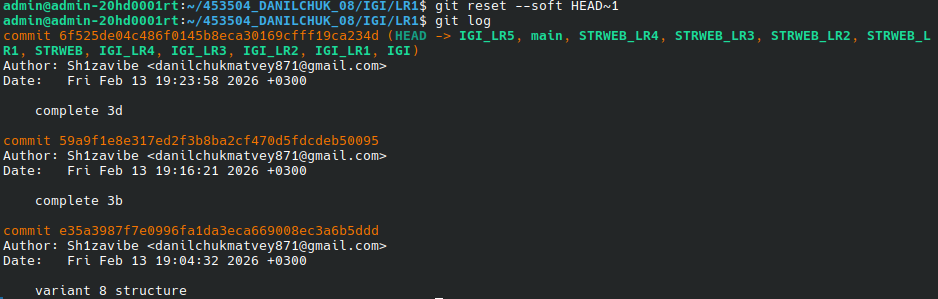 admin@admin-20hd0001rt:~/453504_DANILCHUK_08/IGI/LR1$ git reset --soft HEAD~1
admin@admin-20hd0001rt:~/453504_DANILCHUK_08/IGI/LR1$ git log
commit 6f525de04c486f0145b8eca30169cfff19ca234d (HEAD -> IGI_LR5, main, STRWEB_LR4, STRWEB_LR3, STRWEB_LR2, STRWEB_L
R1, STRWEB, IGI_LR4, IGI_LR3, IGI_LR2, IGI_LR1, IGI)
Author: Sh1zavibe <danilchukmatvey871@gmail.com>
Date:   Fri Feb 13 19:23:58 2026 +0300
    complete 3d
commit 59a9f1e8e317ed2f3b8ba2cf470d5fdcdeb50095
Author: Sh1zavibe <danilchukmatvey871@gmail.com>
Date:   Fri Feb 13 19:16:21 2026 +0300
    complete 3b
commit e35a3987f7e0996fa1da3eca669008ec3a6b5ddd
Author: Sh1zavibe <danilchukmatvey871@gmail.com>
Date:   Fri Feb 13 19:04:32 2026 +0300
    variant 8 structure